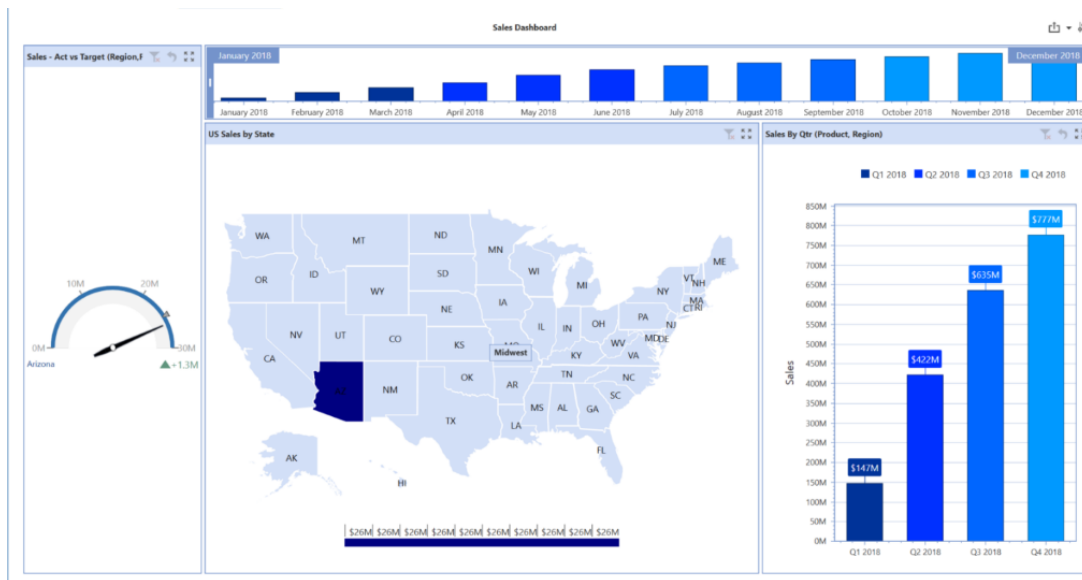 Sales Dashboard
Sales - Act vs Target (Region,F
January 2018
December 2018
January 2018 February 2018 March 2018 April 2018 May 2018 June 2018 July 2018 August 2018 September 2018 October 2018 November 2018 December 2018
US Sales by State
Sales By Qtr (Product, Region)
Q1 2018 Q2 2018 Q3 2018 Q4 2018
10M 20M
0M 30M
Arizona +1.3M
WA MT ND MN ME
OR ID SD WI MI VT NH
WY NY MA
IA CT RI
NE PA NJ
NV UT CO IL IN OH MD DE
KS WV VA
CA Midwest KY
AZ NM OK AR TN NC
SC
TX MS AL GA
LA
AK FL
HI
$26M $26M $26M $26M $26M $26M $26M $26M $26M $26M
850M
800M
750M
700M
650M
600M
550M
500M
450M
400M
350M
300M
250M
200M
150M
100M
50M
0M
Sales
$147M
$422M
$635M
$777M
Q1 2018 Q2 2018 Q3 2018 Q4 2018